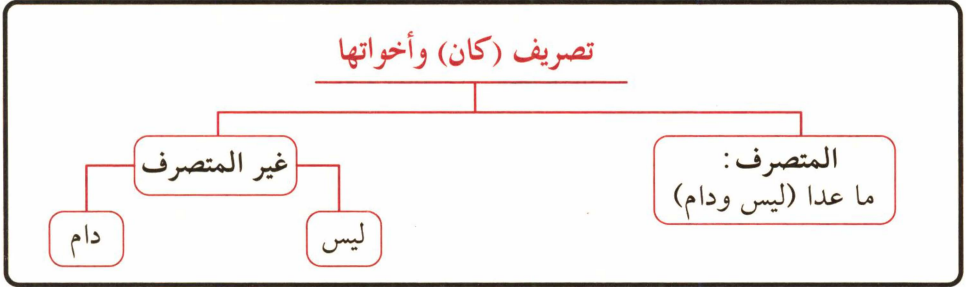 تصريف (كان) وأخواتها
المتصرف:
ما عدا (ليس ودام)
غير المتصرف
ليس
دام